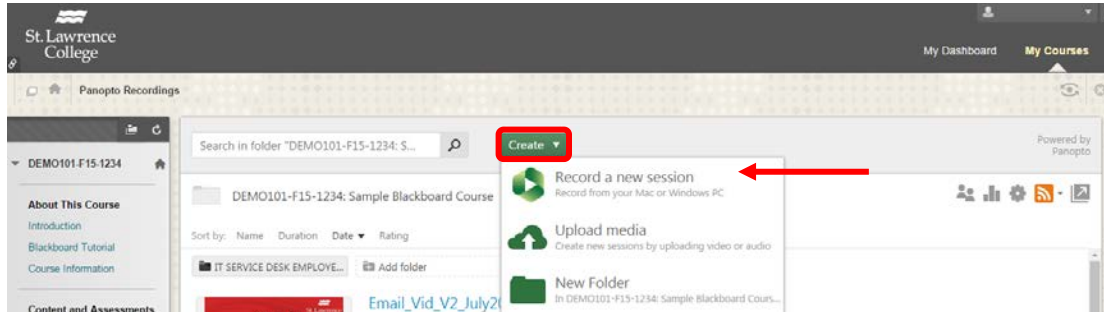 St. Lawrence
College
My Dashboard
My Courses
Panopto Recordings
Search in folder "DEMO101-F15-1234: S...
Create
Powered by
Panopto
DEMO101-F15-1234
Record a new session
Record from your Mac or Windows PC
DEMO101-F15-1234: Sample Blackboard Course
About This Course
Introduction
Upload media
Create new sessions by uploading video or audio
Sort by: Name Duration Date Rating
Blackboard Tutorial
Course Information
IT SERVICE DESK EMPLOYE...
Add folder
New Folder
In DEMO101-F15-1234: Sample Blackboard Cours...
Content and Assessments
Email_Vid_V2_July20